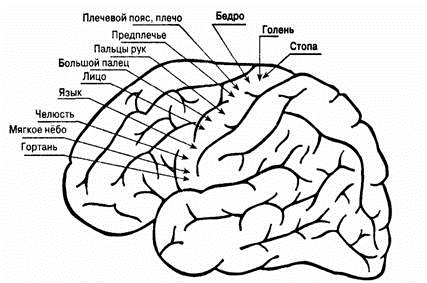 Плечевой пояс, плечо
Бедро
Предплечье
Голень
Пальцы рук
Стопа
Большой палец
Лицо
Язык
Челюсть
Мягкое нёбо
Гортань